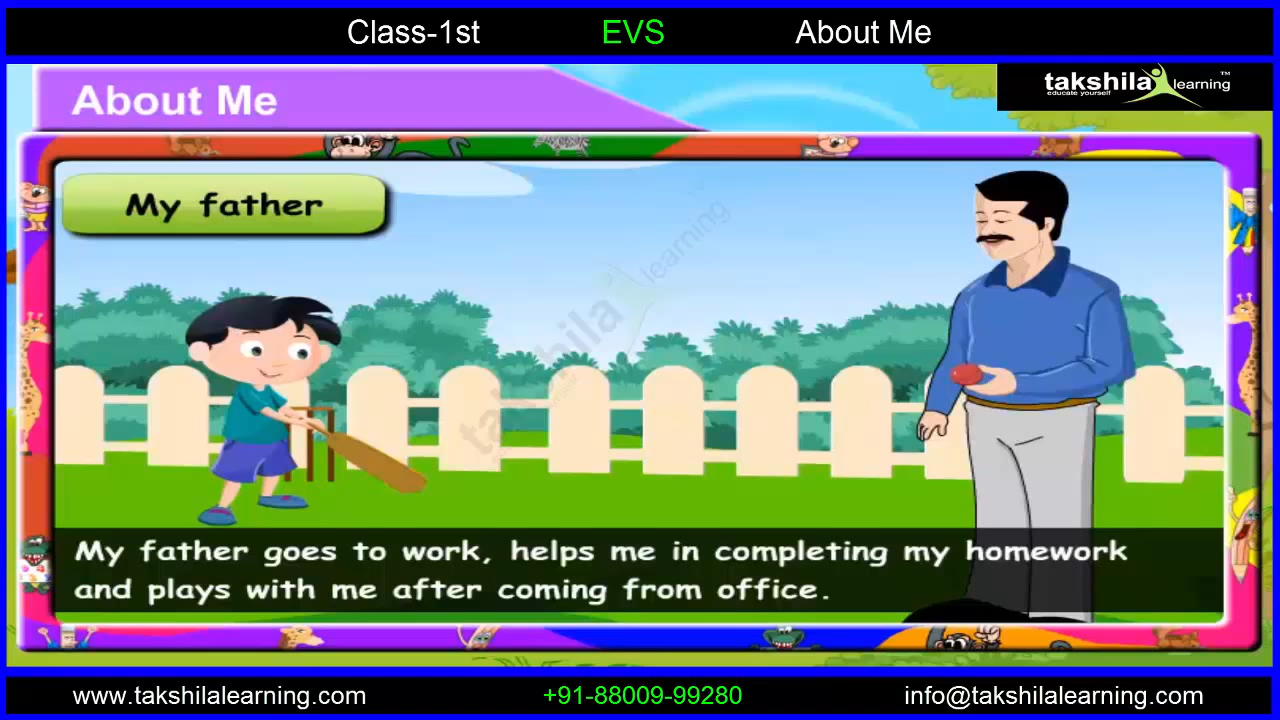 Class-1st EVS About Me
About Me
takshila learning™
educate yourself
My father
takshila learning
My father goes to work, helps me in completing my homework
and plays with me after coming from office.
www.takshilalearning.com +91-88009-99280 info@takshilalearning.com